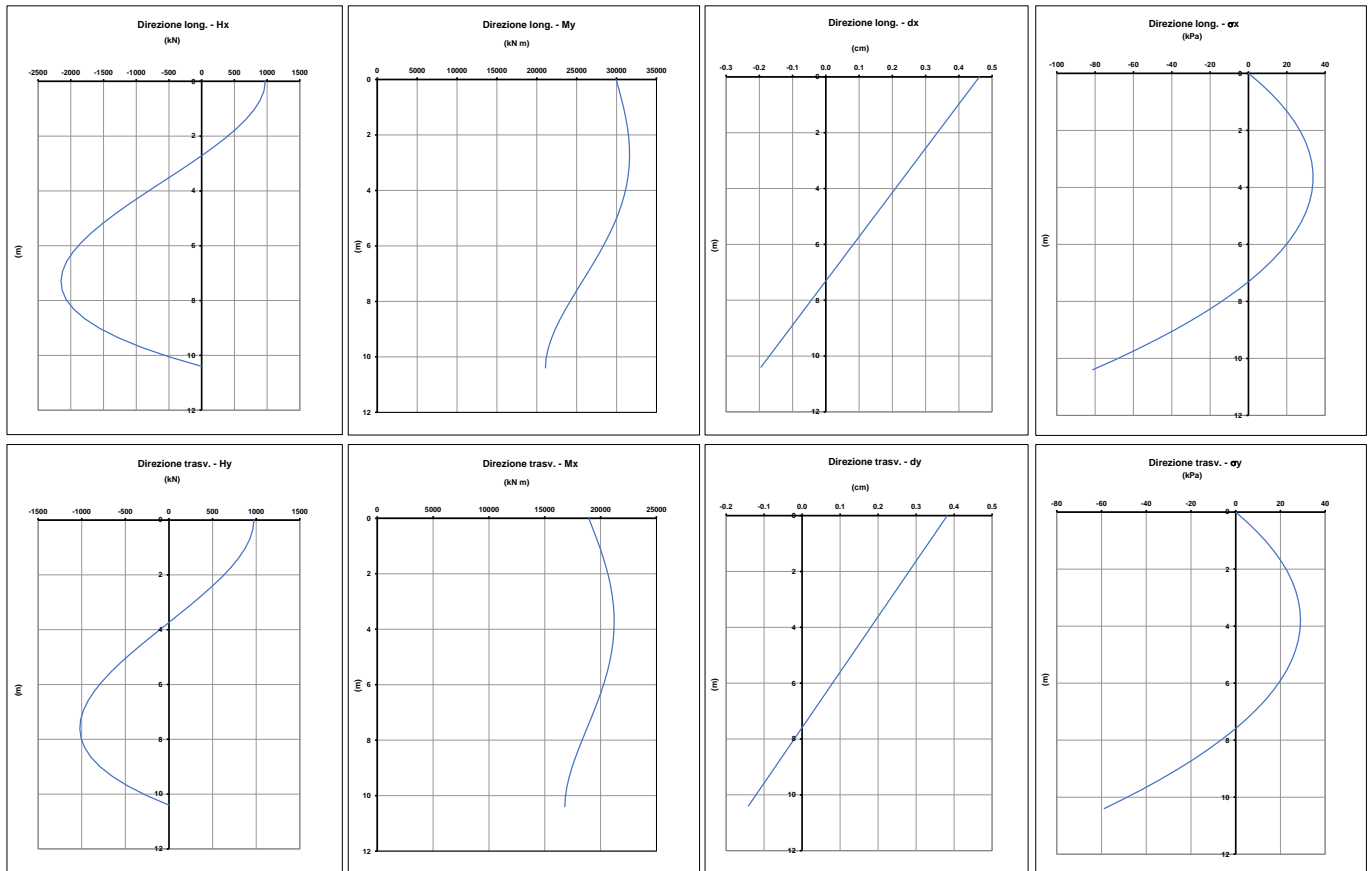 Direzione long. - Hx
(kN)
-2500 -2000 -1500 -1000 -500 0 500 1000 1500
0
2
4
6
8
10
12
(m)
Direzione long. - My
(kN m)
0 5000 10000 15000 20000 25000 30000 35000
0
2
4
6
8
10
12
(m)
Direzione long. - dx
(cm)
-0.3 -0.2 -0.1 0.0 0.1 0.2 0.3 0.4 0.5
0
2
4
6
8
10
12
(m)
Direzione long. - σx
(kPa)
-100 -80 -60 -40 -20 0 20 40
0
2
4
6
8
10
12
(m)
Direzione trasv. - Hy
(kN)
-1500 -1000 -500 0 500 1000 1500
0
2
4
6
8
10
12
(m)
Direzione trasv. - Mx
(kN m)
0 5000 10000 15000 20000 25000
0
2
4
6
8
10
12
(m)
Direzione trasv. - dy
(cm)
-0.2 -0.1 0.0 0.1 0.2 0.3 0.4 0.5
0
2
4
6
8
10
12
(m)
Direzione trasv. - σy
(kPa)
-80 -60 -40 -20 0 20 40
0
2
4
6
8
10
12
(m)